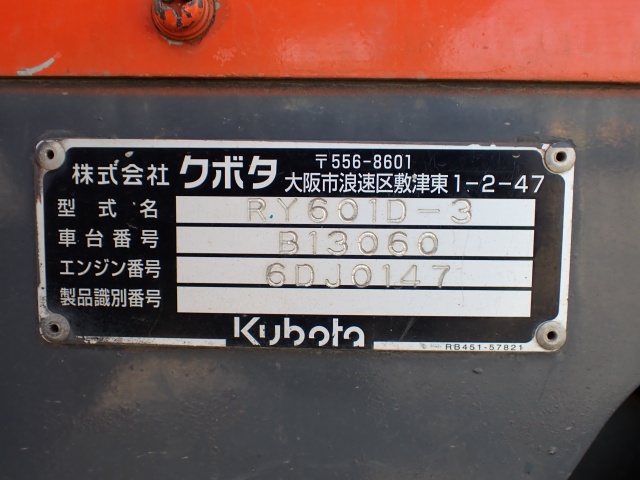 株式会社 クボタ 〒556-8601
大阪市浪速区敷津東1-2-47
型式名 RY601D-3
車台番号 B13060
エンジン番号 6DJ0147
製品識別番号
Kubota
RB451-57821